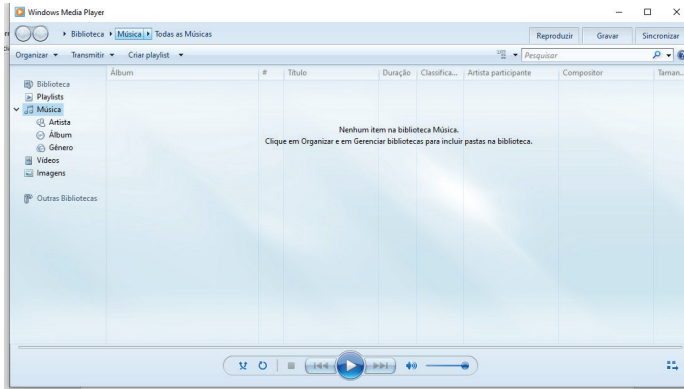 Windows Media Player
Biblioteca Música Todas as Músicas
Reproduzir Gravar Sincronizar
Organizar Transmitir Criar playlist
Pesquisar
Álbum # Título Duração Classifica... Artista participante Compositor Taman...
Biblioteca
Playlists
Música
Artista
Álbum
Gênero
Vídeos
Imagens
Outras Bibliotecas
Nenhum item na biblioteca Música.
Clique em Organizar e em Gerenciar bibliotecas para incluir pastas na biblioteca.